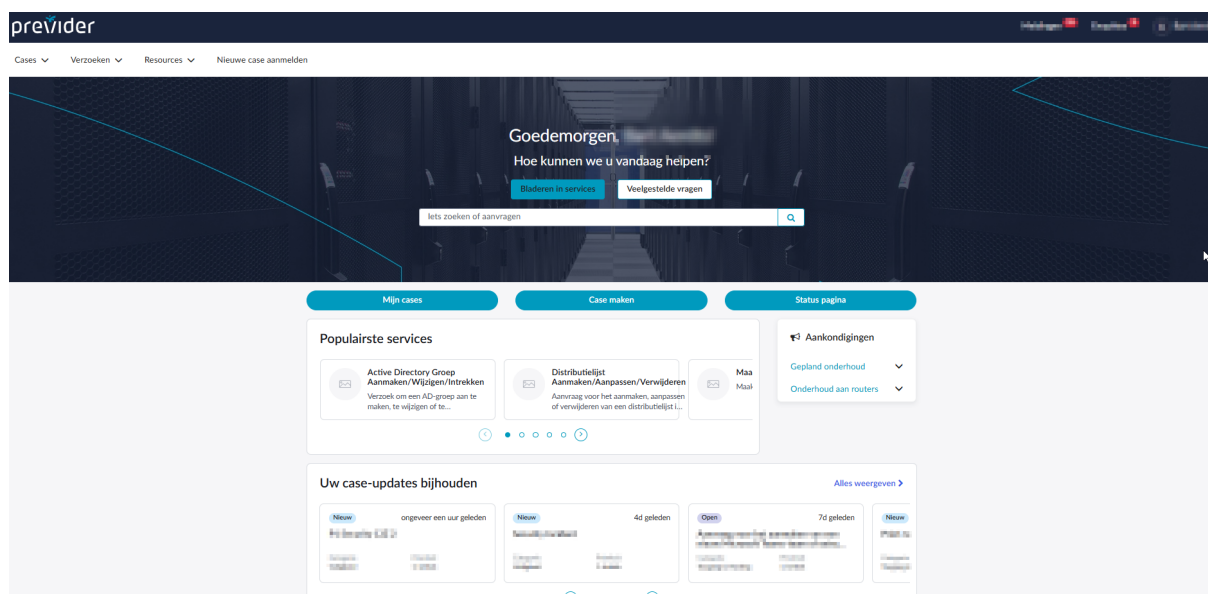 previder
Cases
Verzoeken
Resources
Nieuwe case aanmelden
Goedemorgen,
Hoe kunnen we u vandaag helpen?
Bladeren in services
Veelgestelde vragen
Iets zoeken of aanvragen
Mijn cases
Case maken
Status pagina
Populairste services
Active Directory Groep
Aanmaken/Wijzigen/Intrekken
Verzoek om een AD-groep aan te
maken, te wijzigen of te...
Distributielijst
Aanmaken/Aanpassen/Verwijderen
Aanvraag voor het aanmaken, aanpassen
of verwijderen van een distributielijst i...
Maa
Maak
Aankondigingen
Gepland onderhoud
Onderhoud aan routers
Uw case-updates bijhouden
Alles weergeven
Nieuw
ongeveer een uur geleden
Nieuw
4d geleden
Open
7d geleden
Nieuw